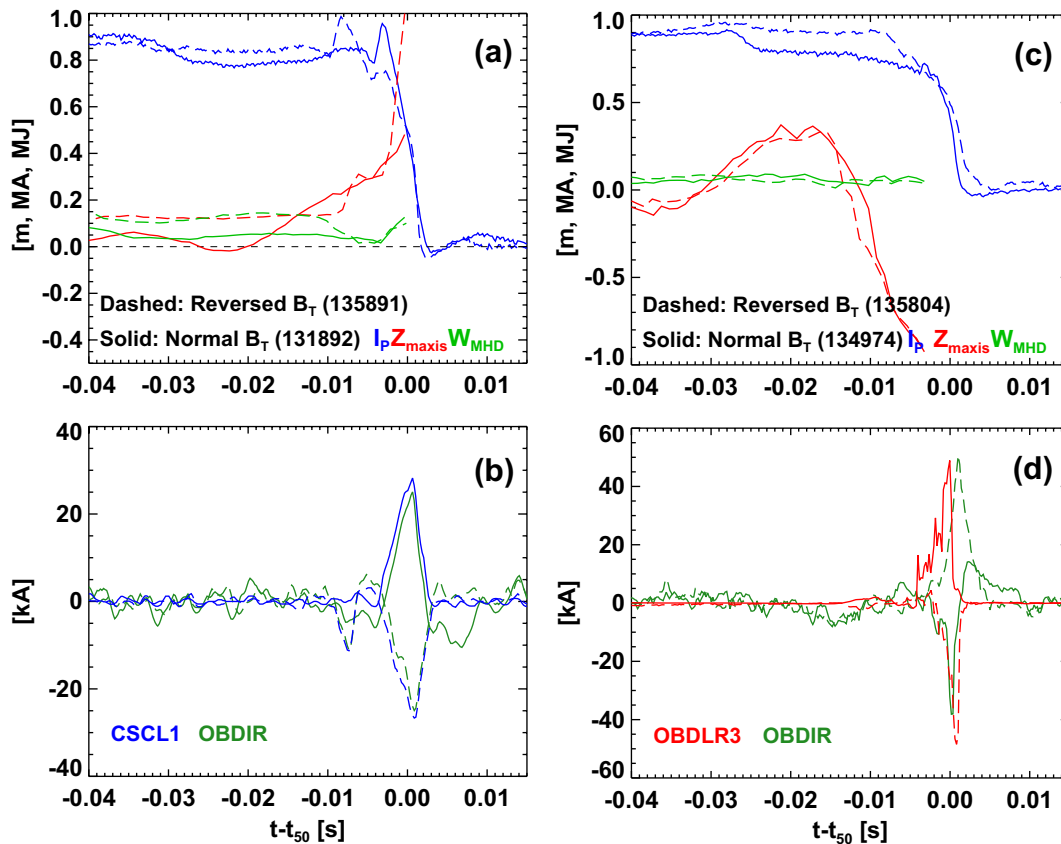 (a)
[m, MA, MJ]
1.0
0.8
0.6
0.4
0.2
0.0
-0.2
-0.4
Dashed: Reversed B_T (135891)
Solid: Normal B_T (131892) I_P Z_maxis W_MHD
-0.04 -0.03 -0.02 -0.01 0.00 0.01
(c)
[m, MA, MJ]
1.0
0.5
0.0
-0.5
-1.0
Dashed: Reversed B_T (135804)
Solid: Normal B_T (134974) I_P Z_maxis W_MHD
-0.04 -0.03 -0.02 -0.01 0.00 0.01
(b)
[kA]
40
20
0
-20
-40
CSCL1 OBDIR
-0.04 -0.03 -0.02 -0.01 0.00 0.01
t-t_50 [s]
(d)
[kA]
60
40
20
0
-20
-40
-60
OBDLR3 OBDIR
-0.04 -0.03 -0.02 -0.01 0.00 0.01
t-t_50 [s]